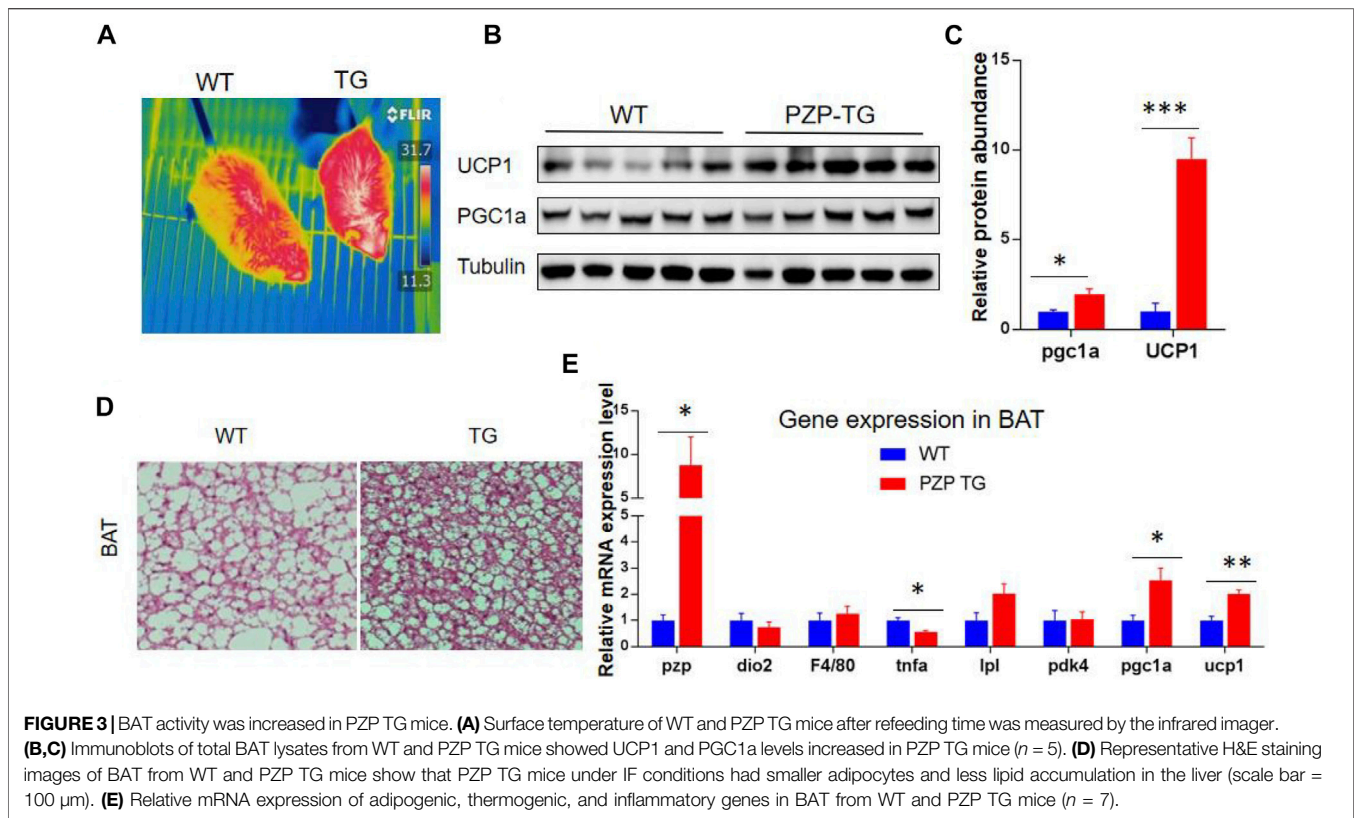 A
WT TG
FLIR
31.7
11.3
B
WT PZP-TG
UCP1
PGC1a
Tubulin
C
Relative protein abundance
15
10
5
0
*
***
pgc1a UCP1
D
WT TG
BAT
E
Relative mRNA expression level
15
10
5
5
4
3
2
1
0
Gene expression in BAT
WT
PZP TG
*
*
*
**
pzp dio2 F4/80 tnfa lpl pdk4 pgc1a ucp1
FIGURE 3 | BAT activity was increased in PZP TG mice. (A) Surface temperature of WT and PZP TG mice after refeeding time was measured by the infrared imager.
(B,C) Immunoblots of total BAT lysates from WT and PZP TG mice showed UCP1 and PGC1a levels increased in PZP TG mice (n = 5). (D) Representative H&E staining
images of BAT from WT and PZP TG mice show that PZP TG mice under IF conditions had smaller adipocytes and less lipid accumulation in the liver (scale bar =
100 µm). (E) Relative mRNA expression of adipogenic, thermogenic, and inflammatory genes in BAT from WT and PZP TG mice (n = 7).